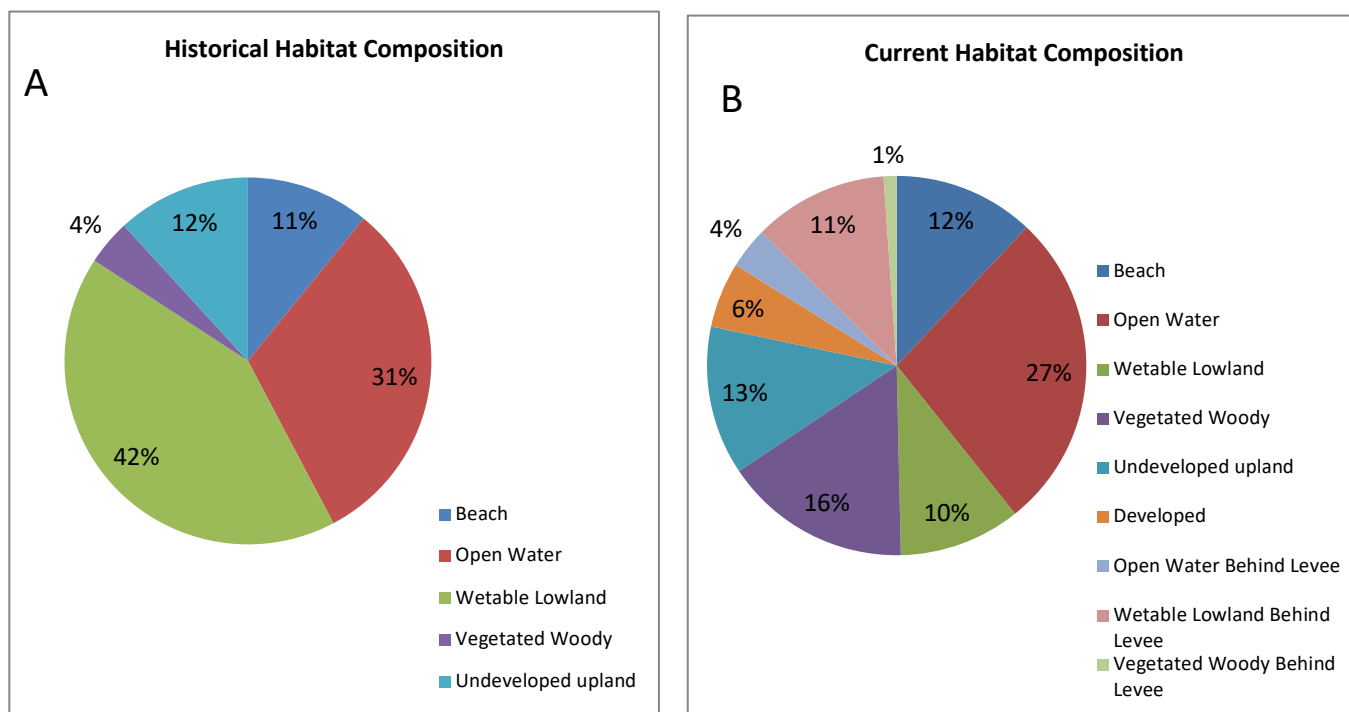 Historical Habitat Composition
A
11%
31%
42%
4%
12%
Beach
Open Water
Wetable Lowland
Vegetated Woody
Undeveloped upland
Current Habitat Composition
B
1%
12%
27%
10%
16%
13%
6%
4%
11%
Beach
Open Water
Wetable Lowland
Vegetated Woody
Undeveloped upland
Developed
Open Water Behind Levee
Wetable Lowland Behind
Levee
Vegetated Woody Behind
Levee